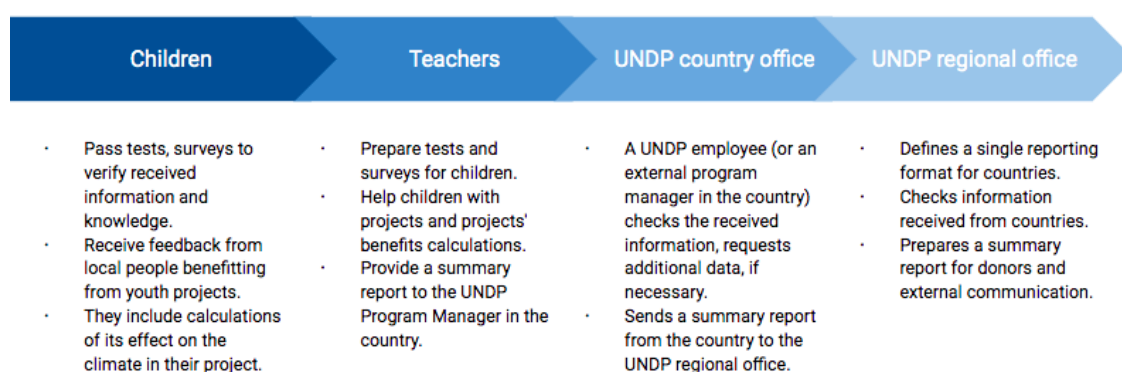 Children
Teachers
UNDP country office
UNDP regional office
· Pass tests, surveys to
verify received
information and
knowledge.
· Receive feedback from
local people benefitting
from youth projects.
· They include calculations
of its effect on the
climate in their project.
· Prepare tests and
surveys for children.
· Help children with
projects and projects'
benefits calculations.
· Provide a summary
report to the UNDP
Program Manager in the
country.
· A UNDP employee (or an
external program
manager in the country)
checks the received
information, requests
additional data, if
necessary.
· Sends a summary report
from the country to the
UNDP regional office.
· Defines a single reporting
format for countries.
· Checks information
received from countries.
· Prepares a summary
report for donors and
external communication.